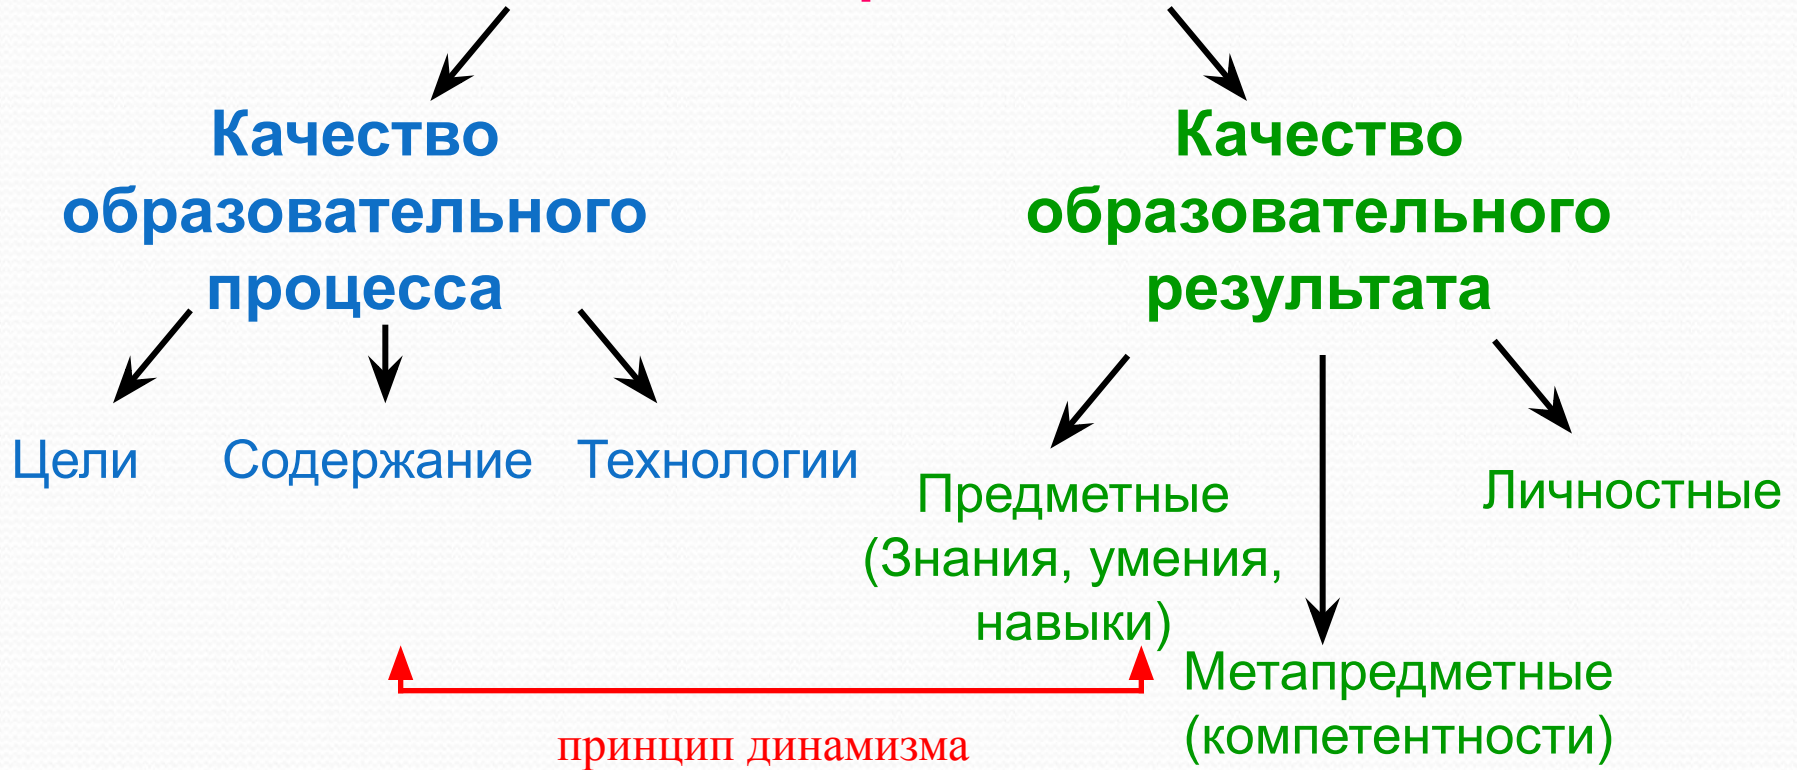 Качество
образовательного
процесса
Качество
образовательного
результата
Цели
Содержание
Технологии
Предметные
(Знания, умения,
навыки)
Личностные
Метапредметные
(компетентности)
принцип динамизма